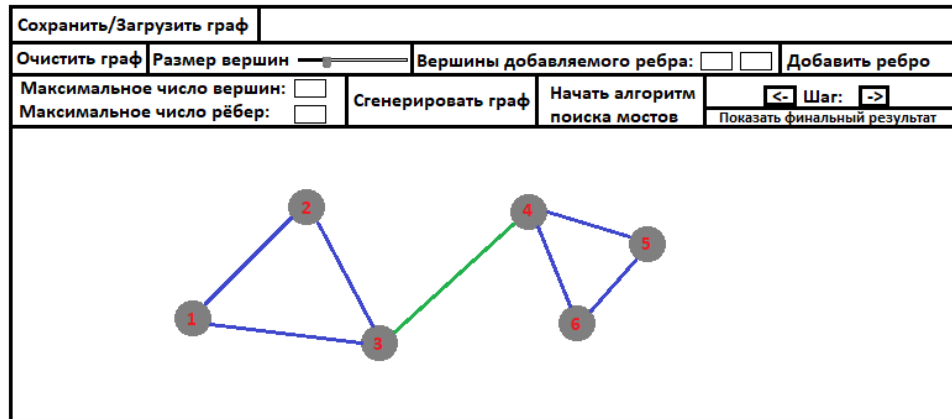 Сохранить/Загрузить граф
Очистить граф Размер вершин Вершины добавляемого ребра: Добавить ребро
Максимальное число вершин:
Максимальное число рёбер:
Сгенерировать граф
Начать алгоритм
поиска мостов
<- Шаг: ->
Показать финальный результат
2
4
5
1
6
3